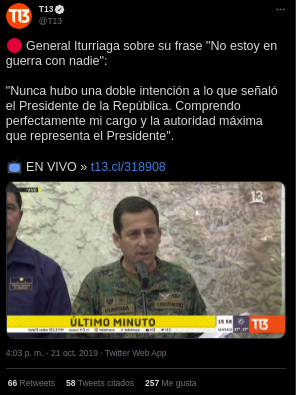 T13
T13
@T13
General Iturriaga sobre su frase "No estoy en
guerra con nadie":
"Nunca hubo una doble intención a lo que señaló
el Presidente de la República. Comprendo
perfectamente mi cargo y la autoridad máxima
que representa el Presidente".
EN VIVO » t13.cl/318908
13
ÚLTIMO MINUTO
15 58
T13
4:03 p. m. · 21 oct. 2019 · Twitter Web App
66 Retweets 58 Tweets citados 257 Me gusta